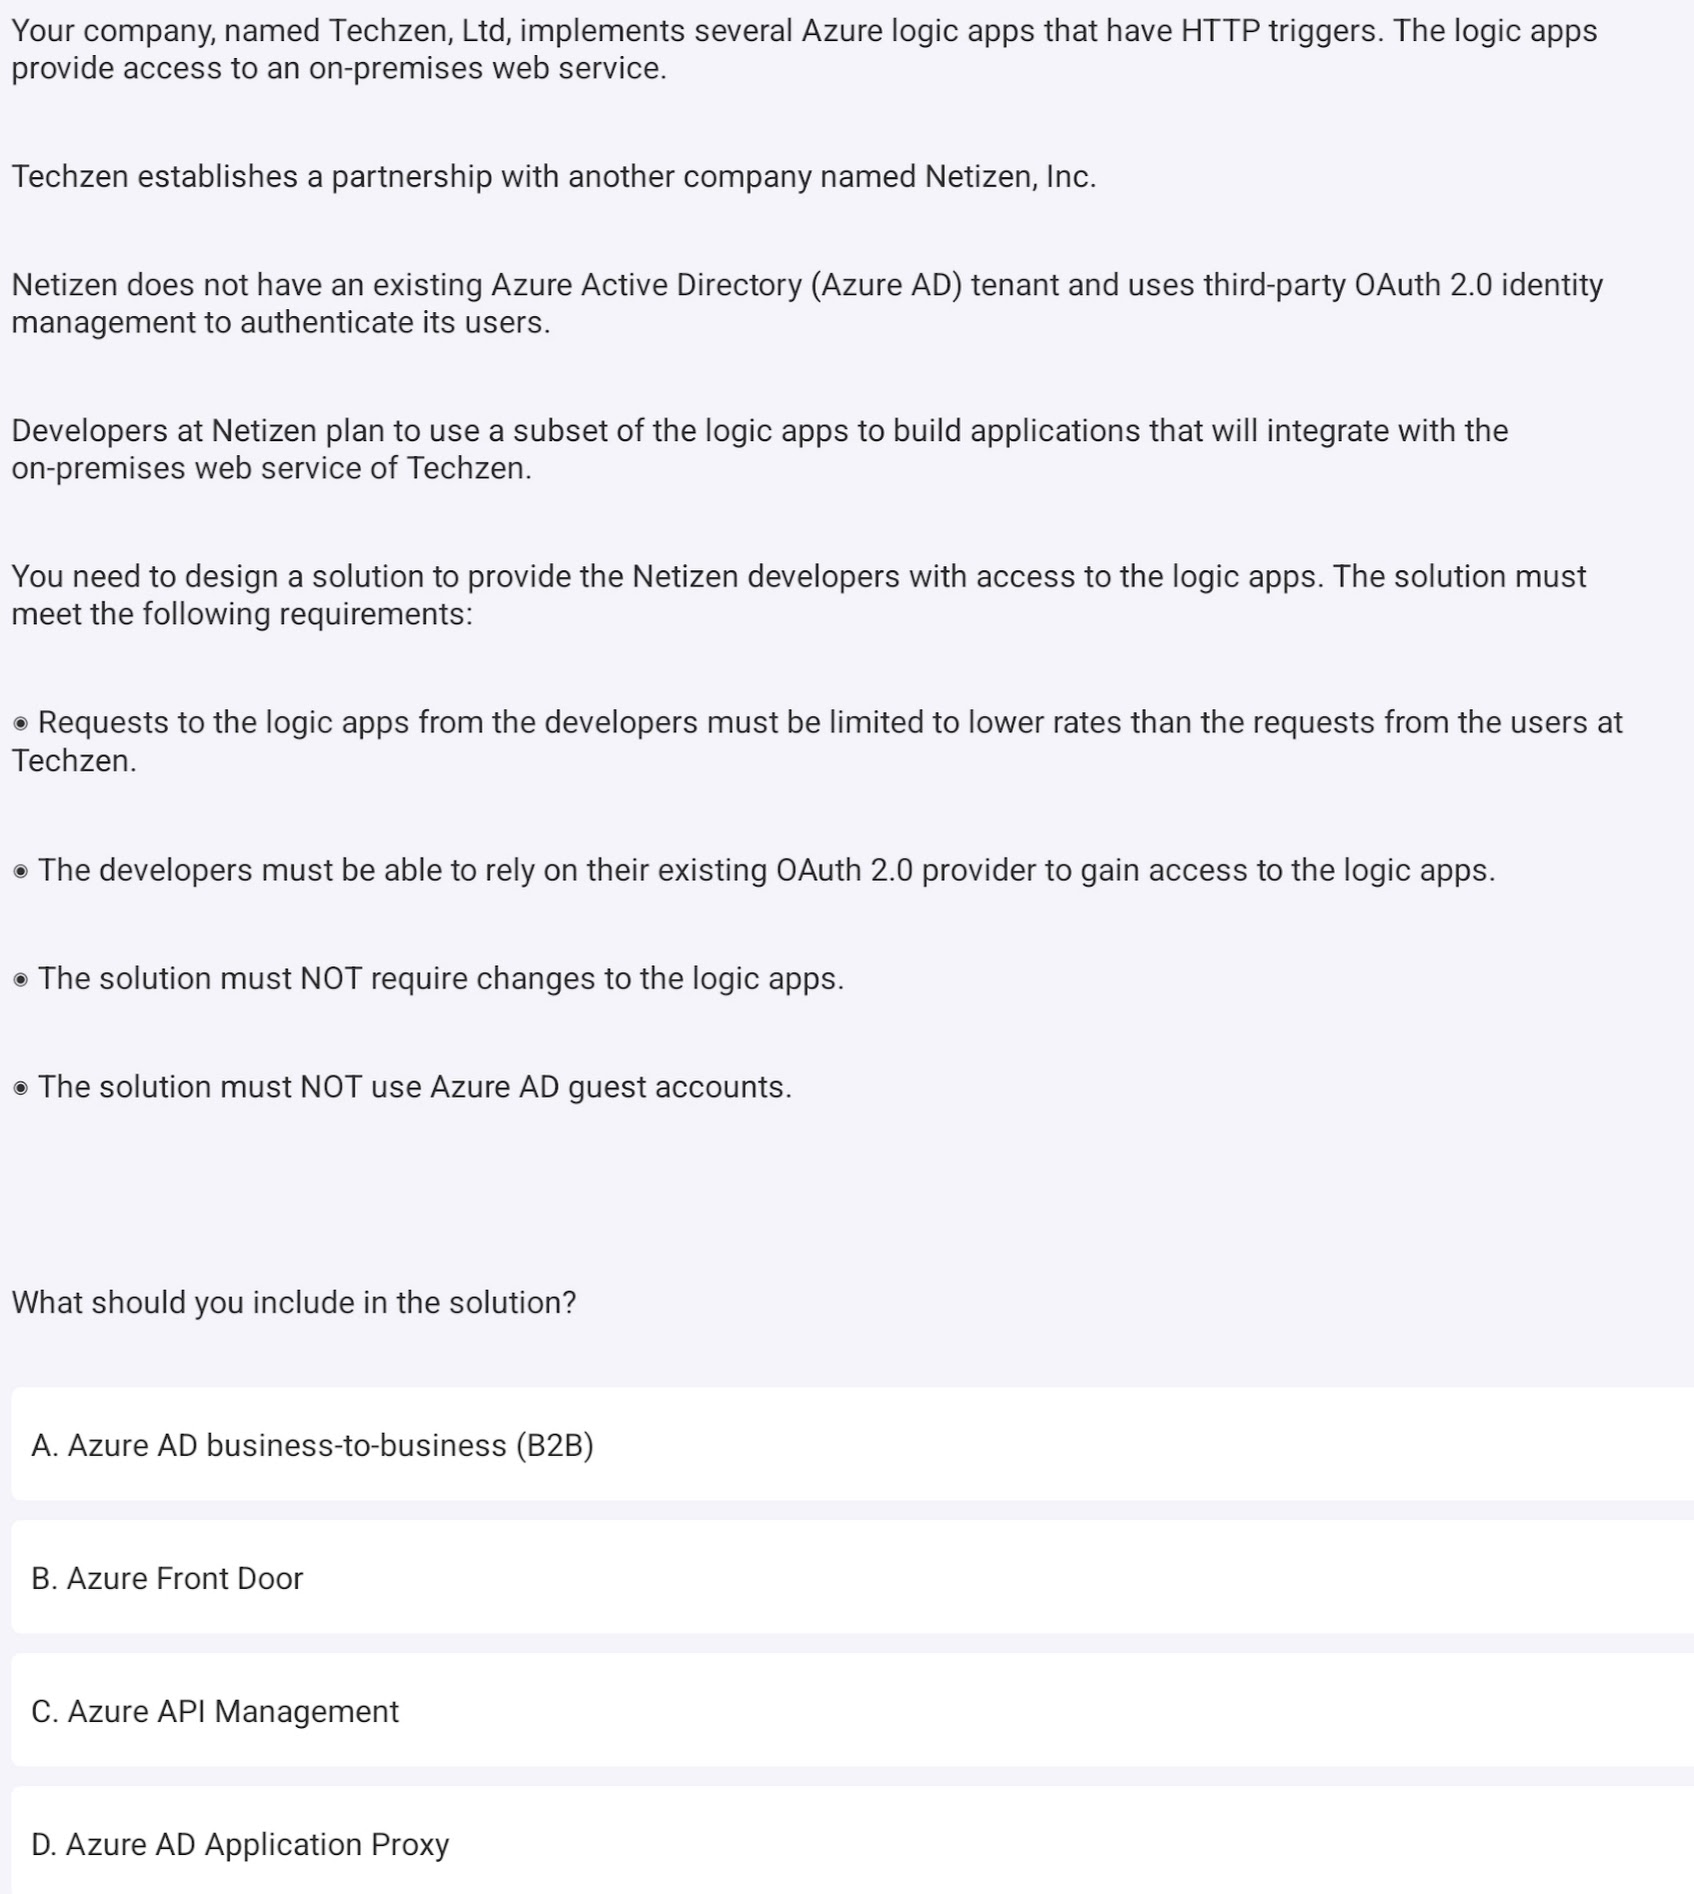 Your company, named Techzen, Ltd, implements several Azure logic apps that have HTTP triggers. The logic apps
provide access to an on-premises web service.
Techzen establishes a partnership with another company named Netizen, Inc.
Netizen does not have an existing Azure Active Directory (Azure AD) tenant and uses third-party OAuth 2.0 identity
management to authenticate its users.
Developers at Netizen plan to use a subset of the logic apps to build applications that will integrate with the
on-premises web service of Techzen.
You need to design a solution to provide the Netizen developers with access to the logic apps. The solution must
meet the following requirements:
◉ Requests to the logic apps from the developers must be limited to lower rates than the requests from the users at
Techzen.
◉ The developers must be able to rely on their existing OAuth 2.0 provider to gain access to the logic apps.
◉ The solution must NOT require changes to the logic apps.
◉ The solution must NOT use Azure AD guest accounts.
What should you include in the solution?
A. Azure AD business-to-business (B2B)
B. Azure Front Door
C. Azure API Management
D. Azure AD Application Proxy